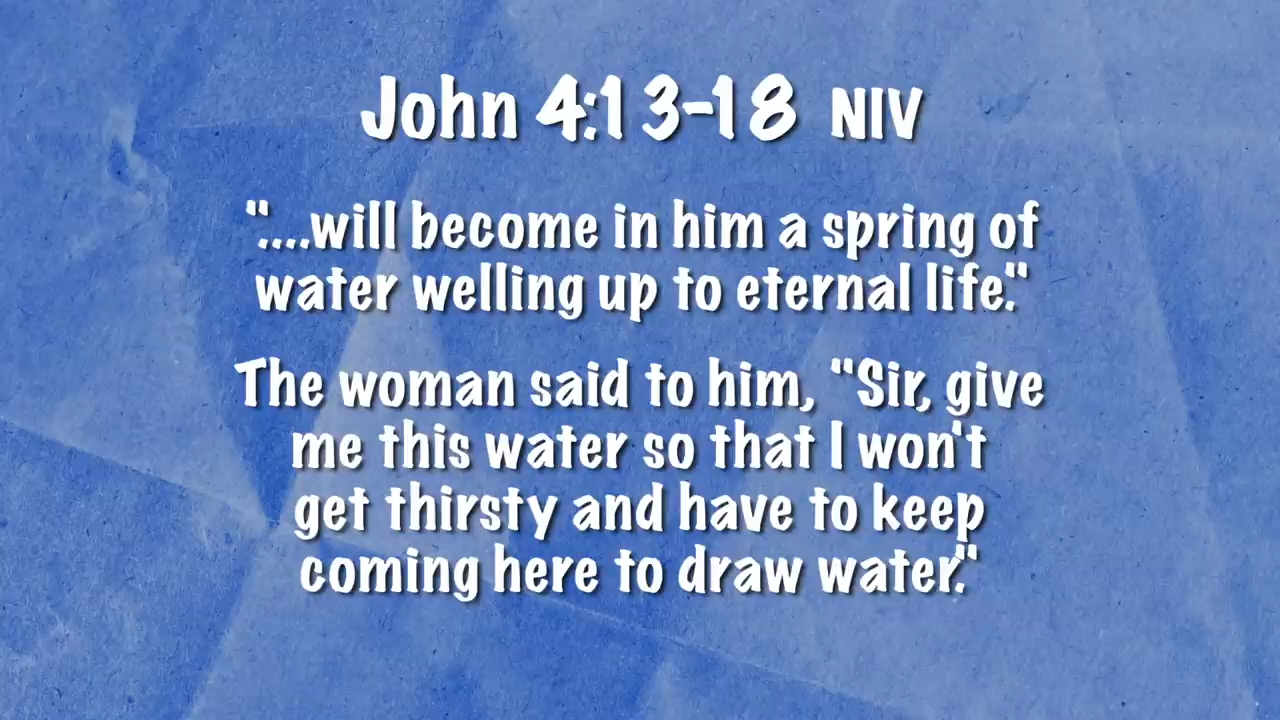 John 4:13-18 NIV
"....will become in him a spring of
water welling up to eternal life."
The woman said to him, "Sir, give
me this water so that I won't
get thirsty and have to keep
coming here to draw water."